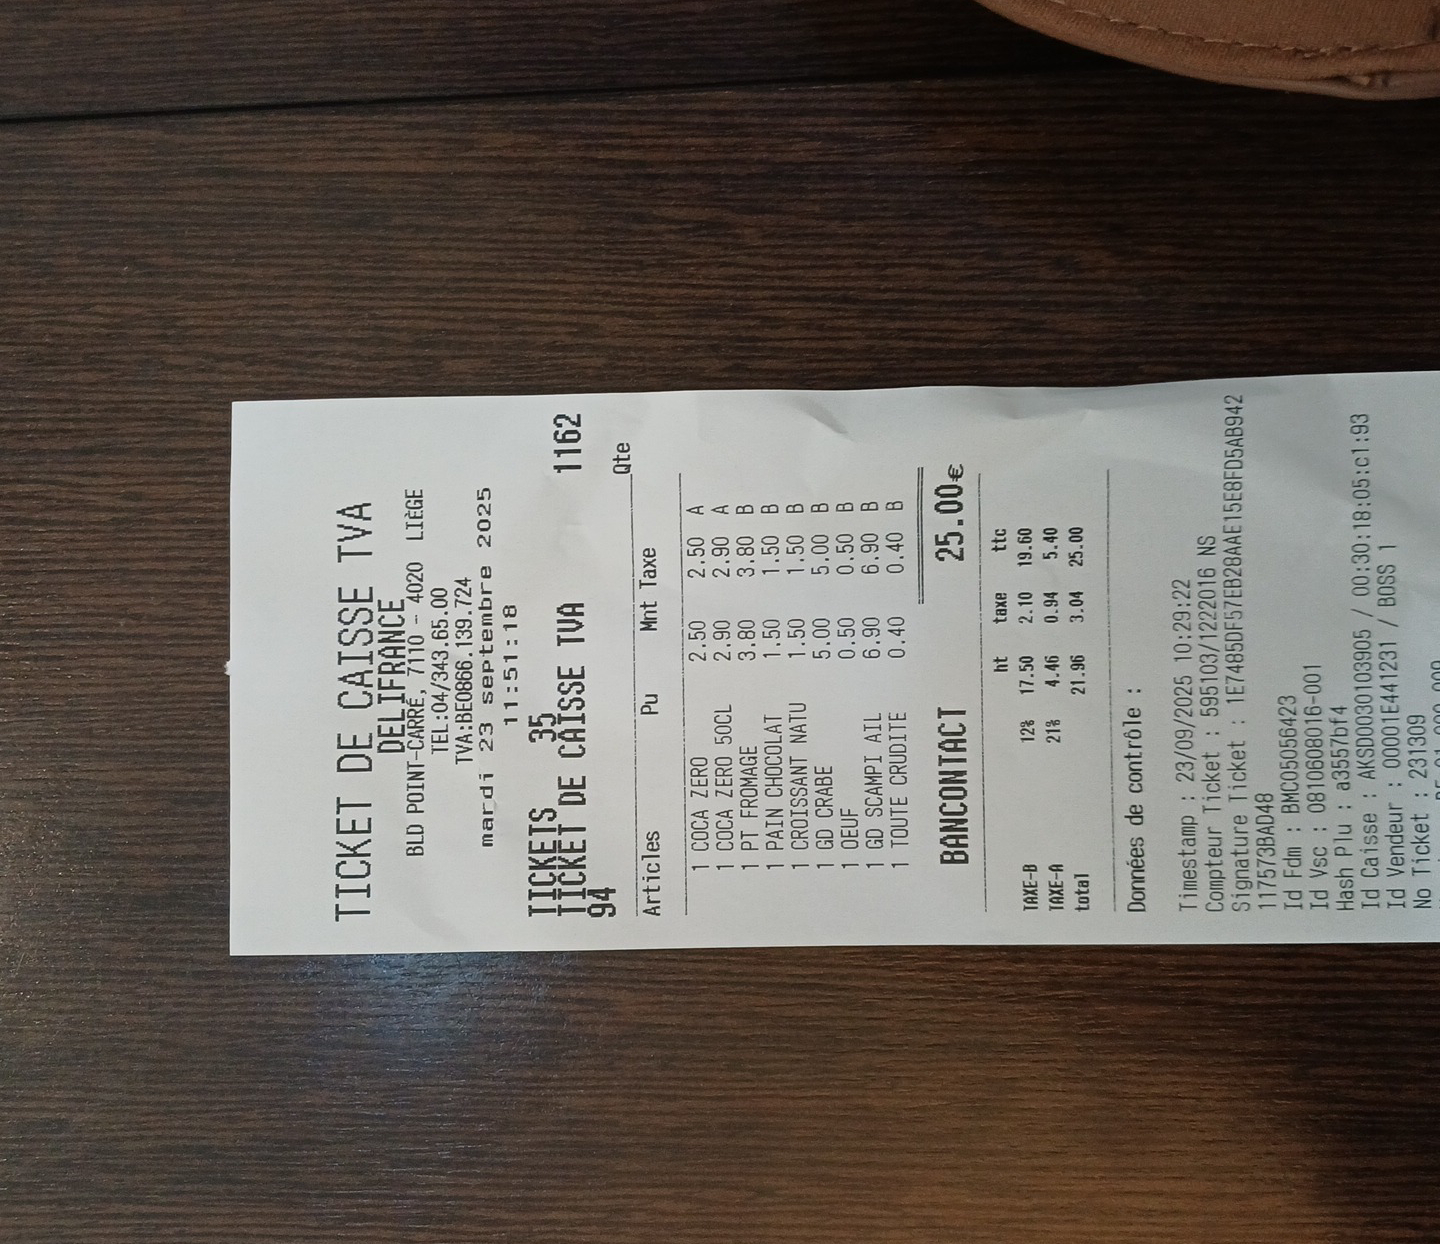 TICKET DE CAISSE TVA
DELIFRANCE
BLD POINT-CARRÉ, 7110 - 4020 LIÈGE
TEL:04/343.65.00
TVA:BE0866.139.724
mardi 23 septembre 2025
11:51:18
TICKETS 35
TICKET DE CAISSE TVA 1162
94
Qte
Articles Pu Mnt Taxe
1 COCA ZERO 2.50 2.50 A
1 COCA ZERO 50CL 2.90 2.90 A
1 PT FROMAGE 3.80 3.80 B
1 PAIN CHOCOLAT 1.50 1.50 B
1 CROISSANT NATU 1.50 1.50 B
1 GD CRABE 5.00 5.00 B
1 OEUF 0.50 0.50 B
1 GD SCAMPI AIL 6.90 6.90 B
1 TOUTE CRUDITE 0.40 0.40 B
BANCONTACT 25.00€
ht taxe ttc
TAXE-B 12% 17.50 2.10 19.60
TAXE-A 21% 4.46 0.94 5.40
total 21.96 3.04 25.00
Données de contrôle :
Timestamp : 23/09/2025 10:29:22
Compteur Ticket : 595103/1222016 NS
Signature Ticket : 1E7485DF57EB28AAE15E8FD5AB942
117573BAD48
Id Fdm : BMC05056423
Id Vsc : 0810608016-001
Hash Plu : a3557bf4
Id Caisse : AKSD0030103905 / 00:30:18:05:c1:93
Id Vendeur : 00001E441231 / BOSS 1
No Ticket : 231309